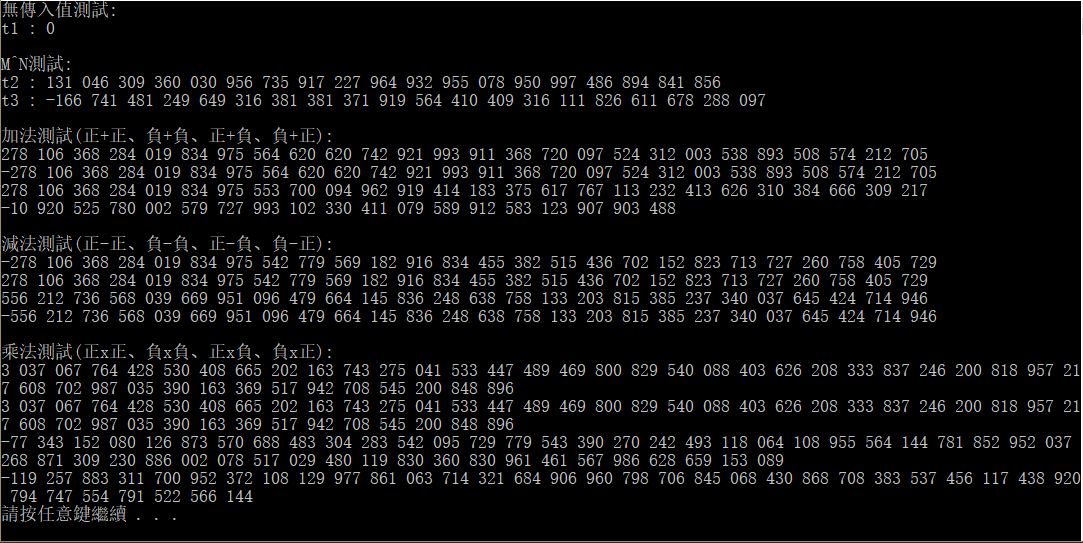 無傳入值測試:
t1 : 0
M^N測試:
t2 : 131 046 309 360 030 956 735 917 227 964 932 955 078 950 997 486 894 841 856
t3 : -166 741 481 249 649 316 381 381 371 919 564 410 409 316 111 826 611 678 288 097
加法測試(正+正、負+負、正+負、負+正):
278 106 368 284 019 834 975 564 620 620 742 921 993 911 368 720 097 524 312 003 538 893 508 574 212 705
-278 106 368 284 019 834 975 564 620 620 742 921 993 911 368 720 097 524 312 003 538 893 508 574 212 705
278 106 368 284 019 834 975 553 700 094 962 919 414 183 375 617 767 113 232 413 626 310 384 666 309 217
-10 920 525 780 002 579 727 993 102 330 411 079 589 912 583 123 907 903 488
減法測試(正-正、負-負、正-負、負-正):
-278 106 368 284 019 834 975 542 779 569 182 916 834 455 382 515 436 702 152 823 713 727 260 758 405 729
278 106 368 284 019 834 975 542 779 569 182 916 834 455 382 515 436 702 152 823 713 727 260 758 405 729
556 212 736 568 039 669 951 096 479 664 145 836 248 638 758 133 203 815 385 237 340 037 645 424 714 946
-556 212 736 568 039 669 951 096 479 664 145 836 248 638 758 133 203 815 385 237 340 037 645 424 714 946
乘法測試(正x正、負x負、正x負、負x正):
3 037 067 764 428 530 408 665 202 163 743 275 041 533 447 489 469 800 829 540 088 403 626 208 333 837 246 200 818 957 21
7 608 702 987 035 390 163 369 517 942 708 545 200 848 896
3 037 067 764 428 530 408 665 202 163 743 275 041 533 447 489 469 800 829 540 088 403 626 208 333 837 246 200 818 957 21
7 608 702 987 035 390 163 369 517 942 708 545 200 848 896
-77 343 152 080 126 873 570 688 483 304 283 542 095 729 779 543 390 270 242 493 118 064 108 955 564 144 781 852 952 037
268 871 309 230 886 002 078 517 029 480 119 830 360 830 961 461 567 986 628 659 153 089
-119 257 883 311 700 952 372 108 129 977 861 063 714 321 684 906 960 798 706 845 068 430 868 708 383 537 456 117 438 920
794 747 554 791 522 566 144
請按任意鍵繼續 . . .